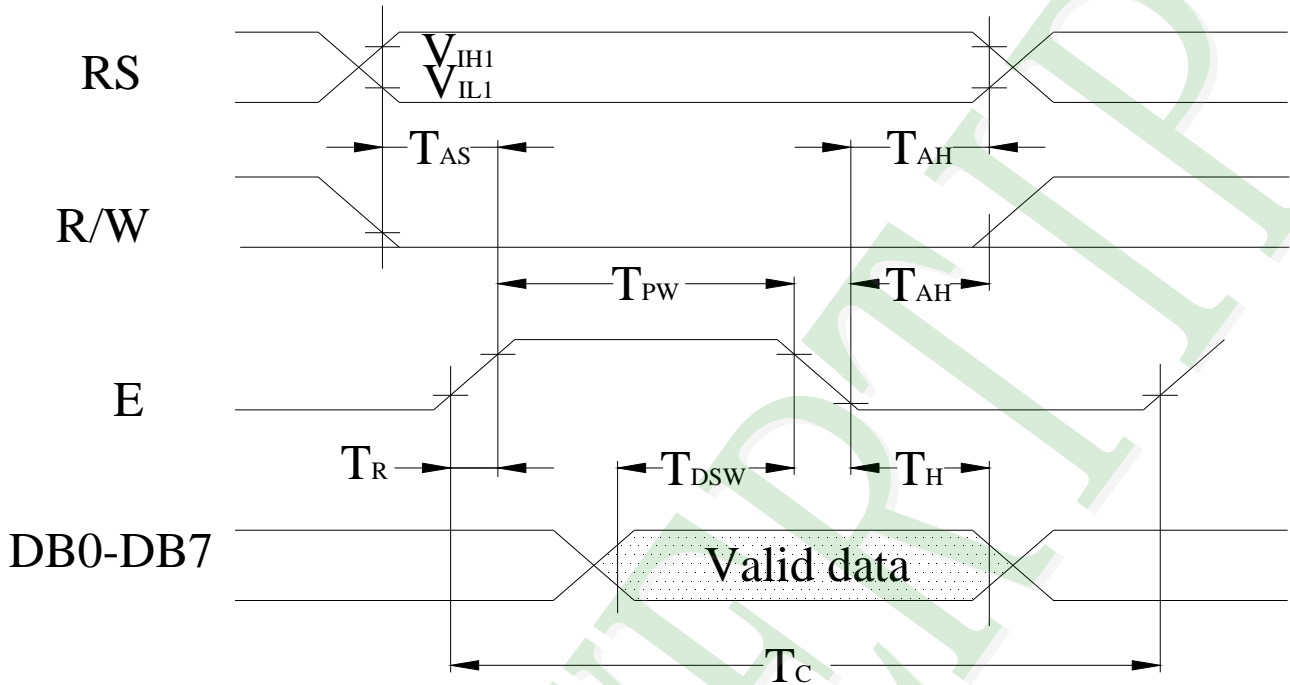 RS
VIH1
VIL1
TAS
TAH
R/W
TPW
TAH
E
TR
TDSW
TH
DB0-DB7
Valid data
TC